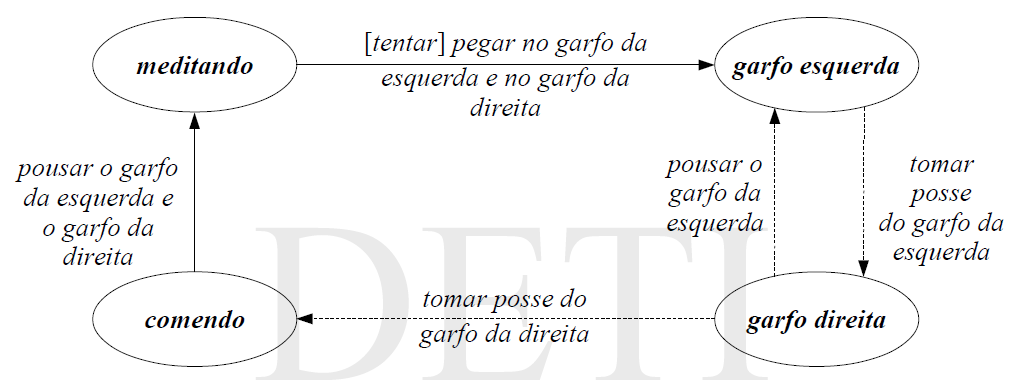 meditando
[tentar] pegar no garfo da
esquerda e no garfo da
direita
garfo esquerda
pousar o garfo
da esquerda e
o garfo da
direita
pousar o
garfo da
esquerda
tomar
posse
do garfo da
esquerda
DETI
comendo
tomar posse do
garfo da direita
garfo direita